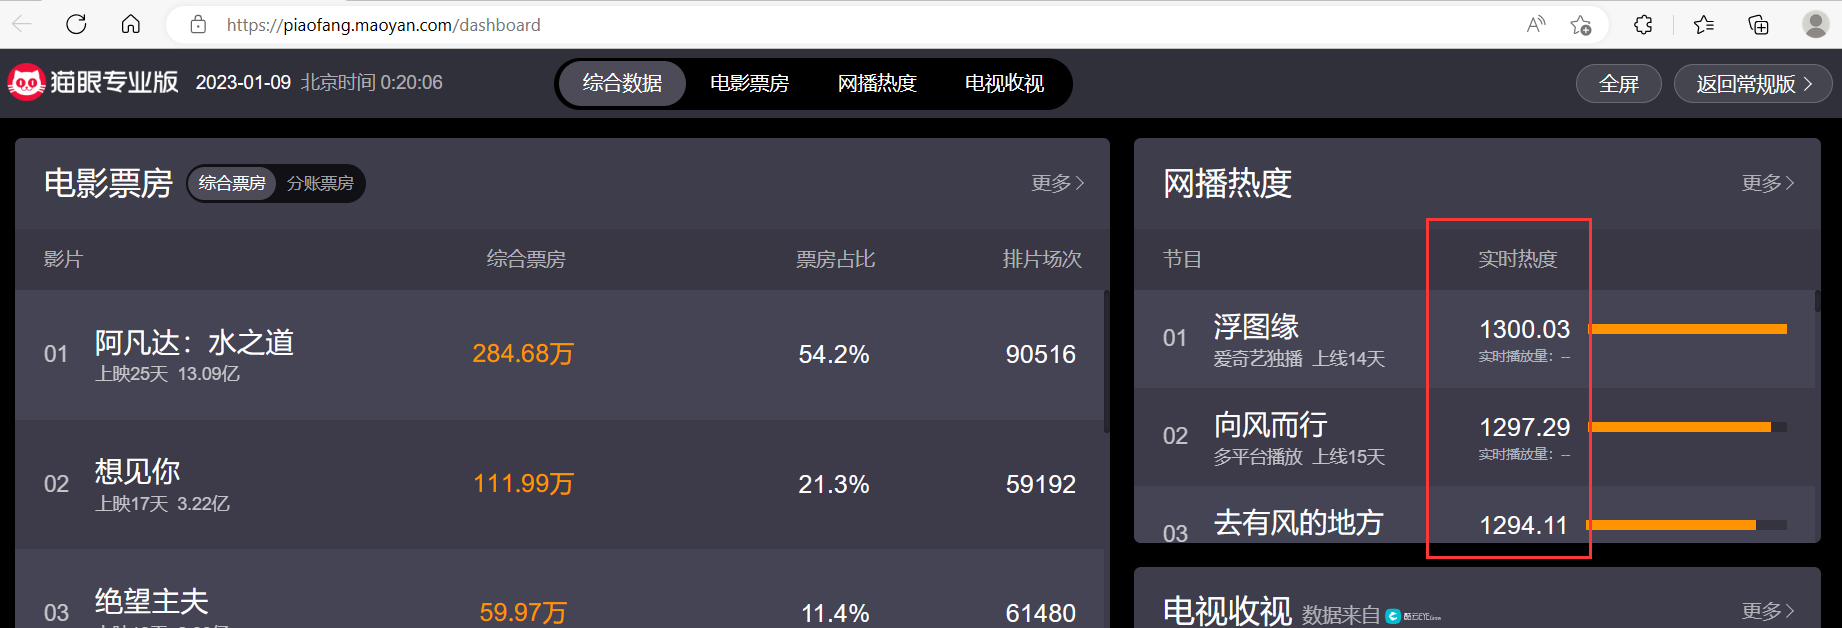 https://piaofang.maoyan.com/dashboard
猫眼专业版 2023-01-09 北京时间 0:20:06 综合数据 电影票房 网播热度 电视收视 全屏 返回常规版
电影票房 综合票房 分账票房 更多
影片 综合票房 票房占比 排片场次
01 阿凡达：水之道 284.68万 54.2% 90516
上映25天 13.09亿
02 想见你 111.99万 21.3% 59192
上映17天 3.22亿
03 绝望主夫 59.97万 11.4% 61480
网播热度 更多
节目 实时热度
01 浮图缘 1300.03
爱奇艺独播 上线14天 实时播放量：--
02 向风而行 1297.29
多平台播放 上线15天 实时播放量：--
03 去有风的地方 1294.11
电视收视 数据来自 更多